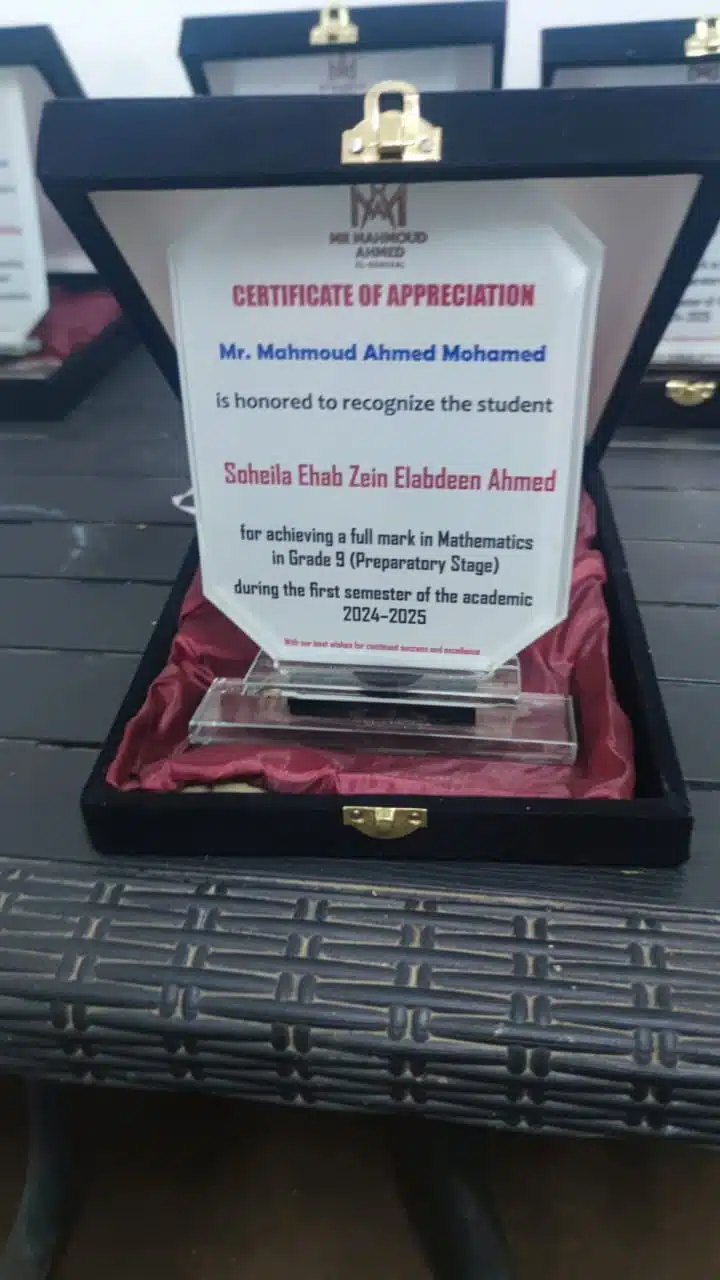 MR MAHMOUD
AHMED
CERTIFICATE OF APPRECIATION
Mr. Mahmoud Ahmed Mohamed
is honored to recognize the student
Soheila Ehab Zein Elabdeen Ahmed
for achieving a full mark in Mathematics
in Grade 9 (Preparatory Stage)
during the first semester of the academic
2024–2025
With our best wishes for continued success and excellence